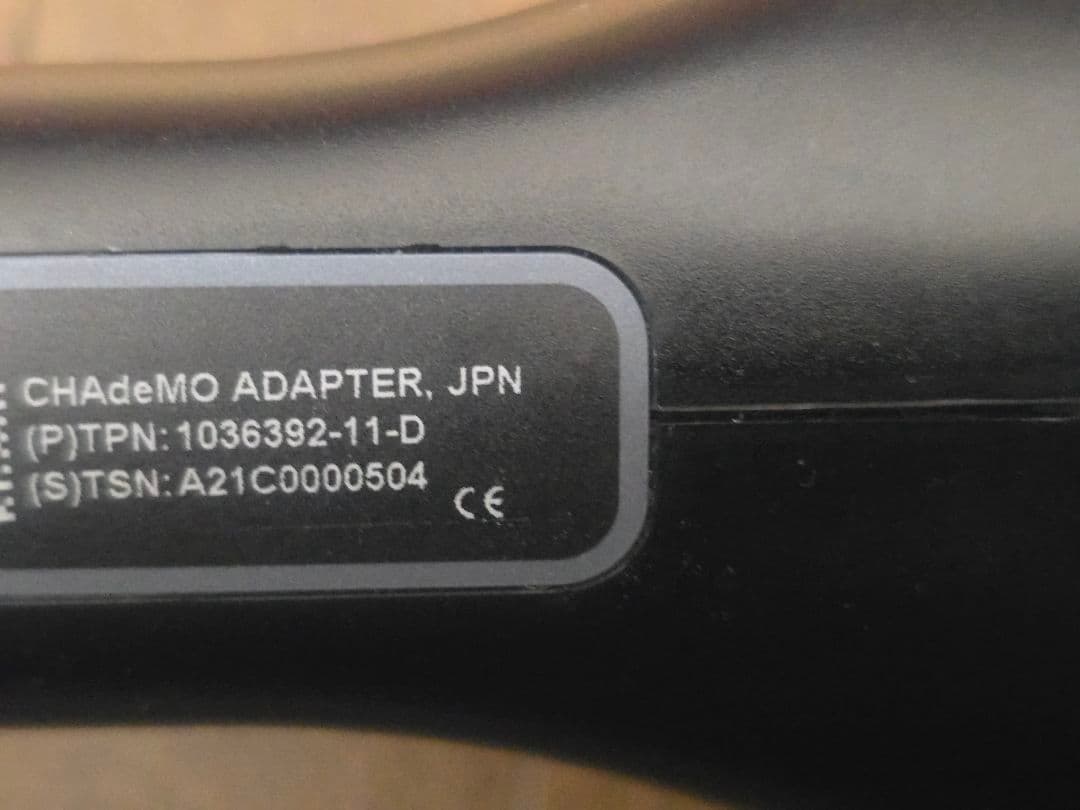 CHAdeMO ADAPTER, JPN
(P)TPN: 1036392-11-D
(S)TSN: A21C0000504
CE